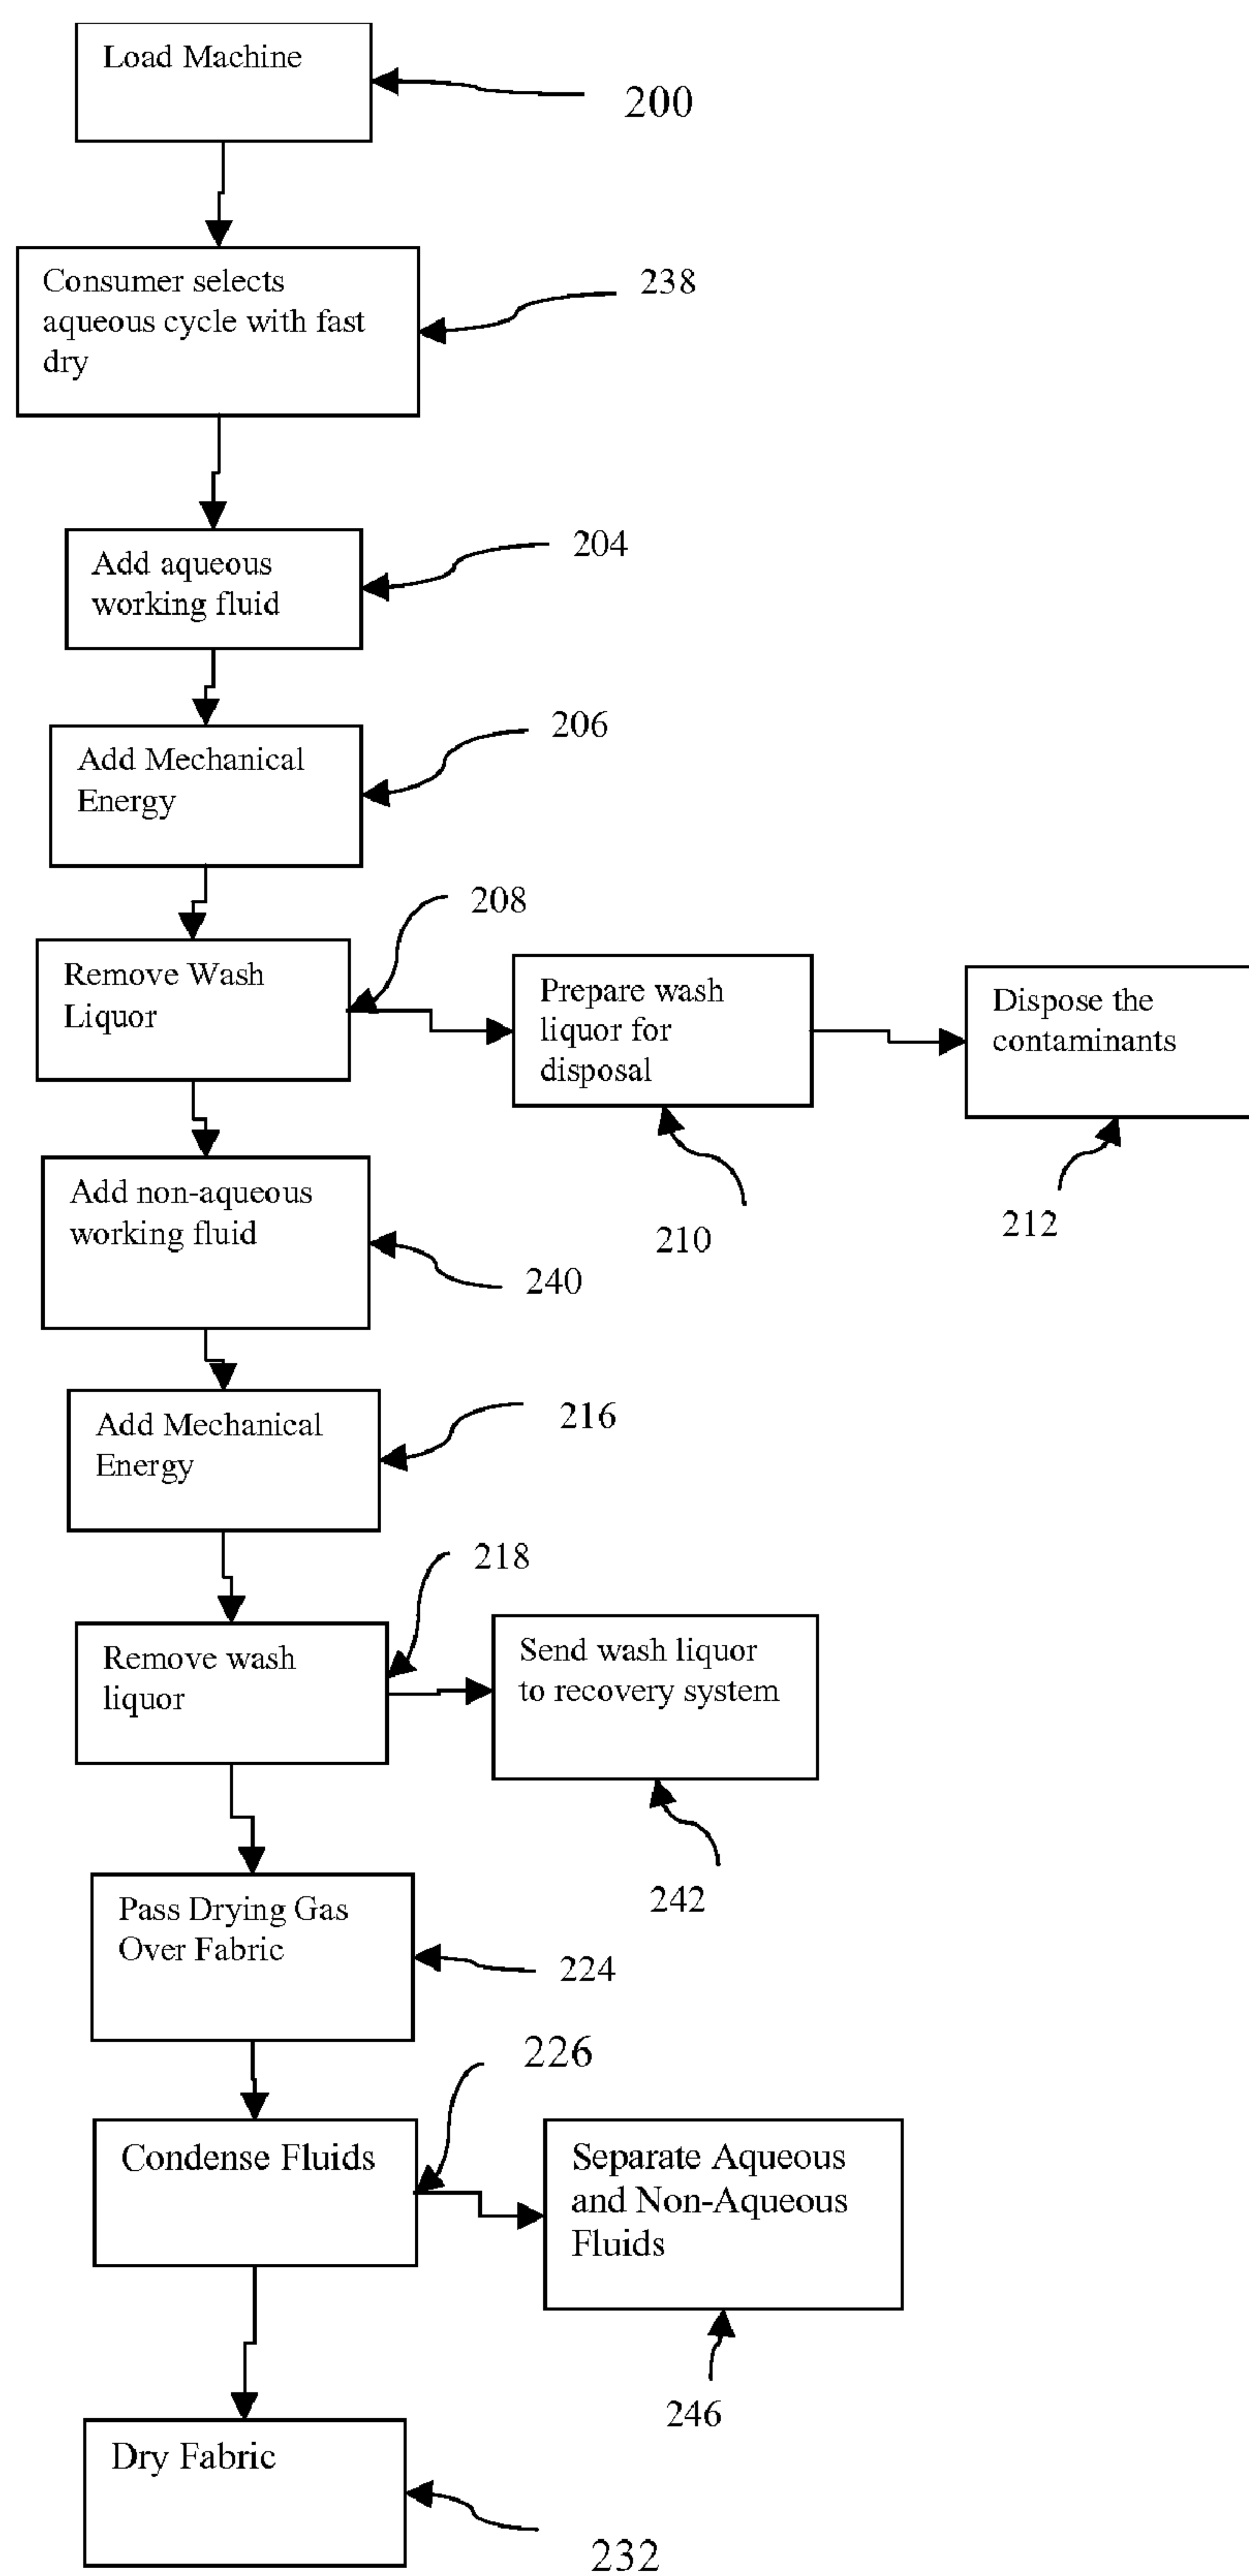 Load Machine
200
Consumer selects
aqueous cycle with fast
dry
238
Add aqueous
working fluid
204
Add Mechanical
Energy
206
Remove Wash
Liquor
208
Prepare wash
liquor for
disposal
210
Dispose the
contaminants
212
Add non-aqueous
working fluid
240
Add Mechanical
Energy
216
Remove wash
liquor
218
Send wash liquor
to recovery system
242
Pass Drying Gas
Over Fabric
224
Condense Fluids
226
Separate Aqueous
and Non-Aqueous
Fluids
246
Dry Fabric
232